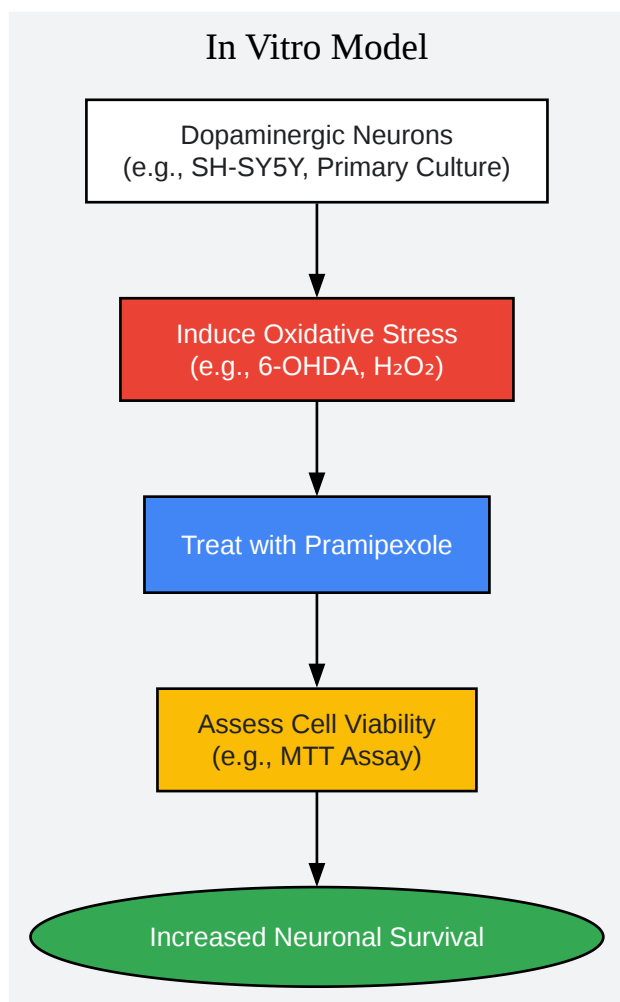 In Vitro Model
Dopaminergic Neurons
(e.g., SH-SY5Y, Primary Culture)
Induce Oxidative Stress
(e.g., 6-OHDA, H₂O₂)
Treat with Pramipexole
Assess Cell Viability
(e.g., MTT Assay)
Increased Neuronal Survival